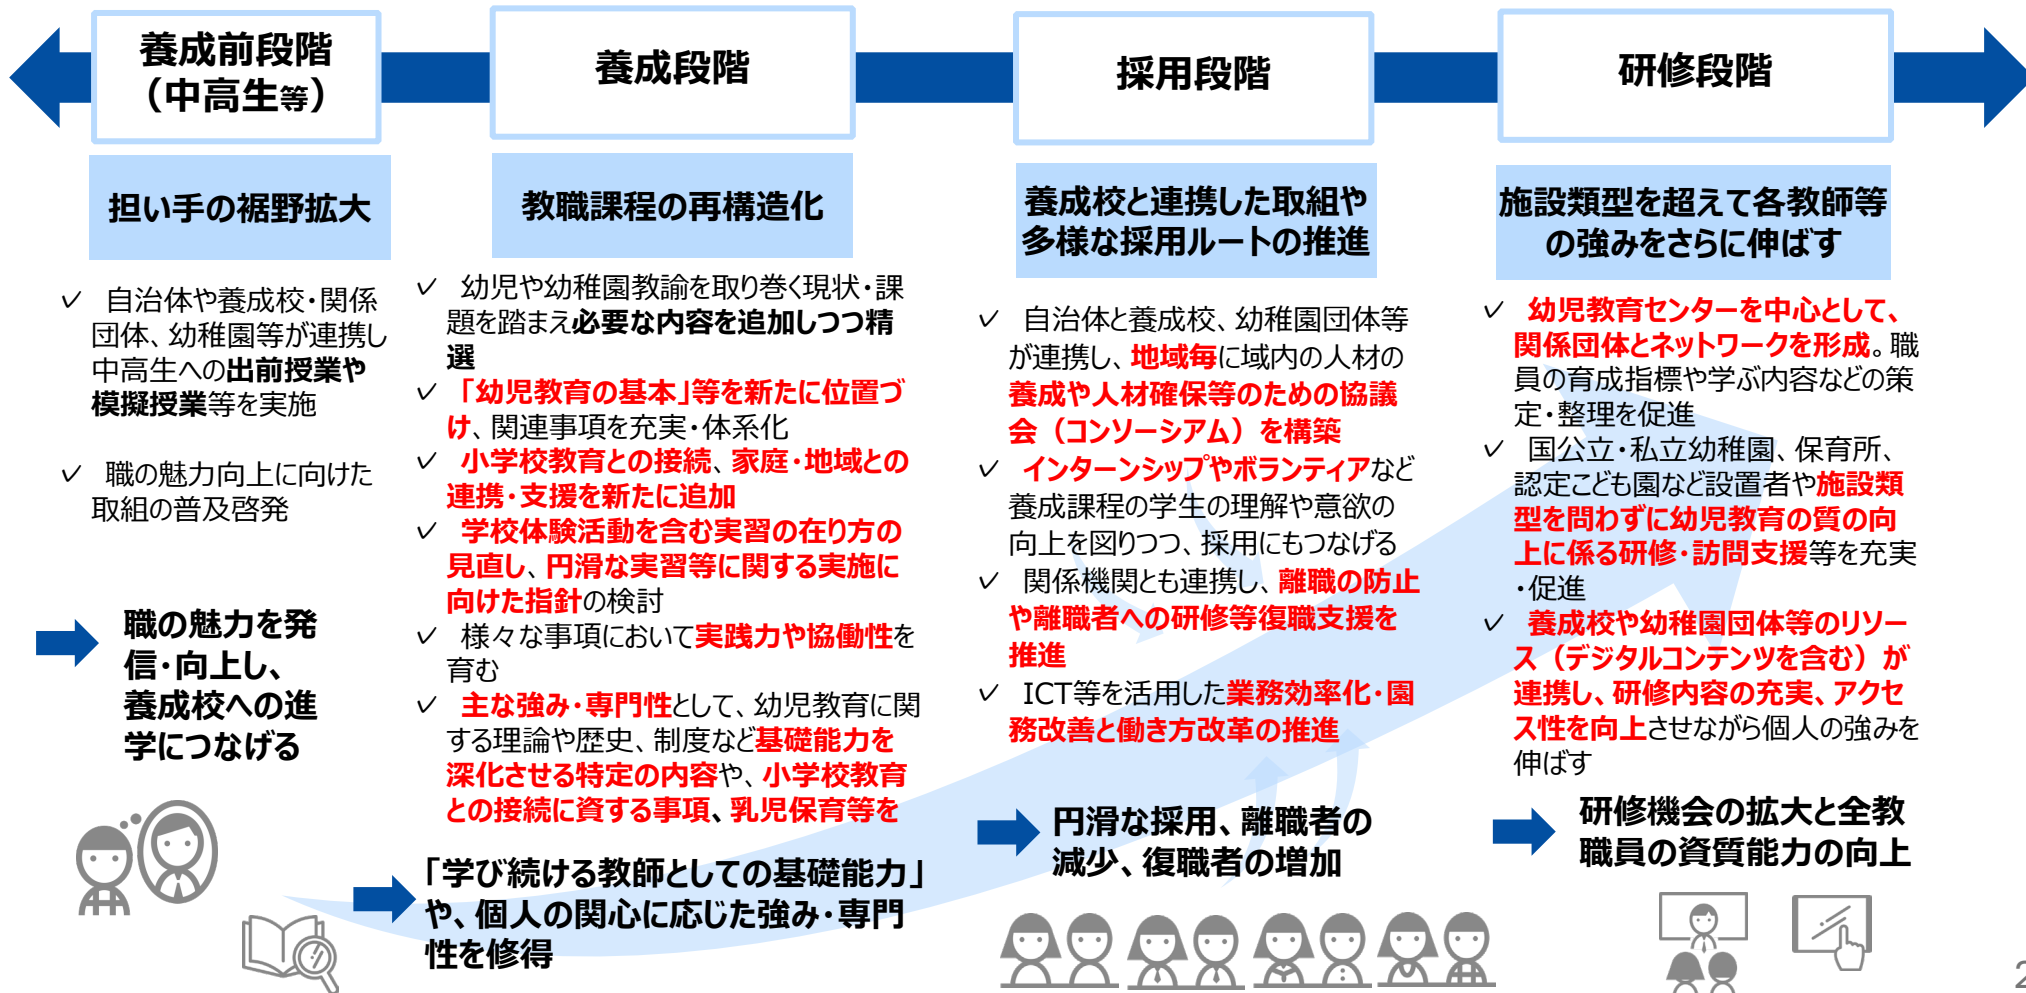 養成前段階
（中高生等）
担い手の裾野拡大
✓ 自治体や養成校・関係
団体、幼稚園等が連携し
中高生への出前授業や
模擬授業等を実施
✓ 職の魅力向上に向けた
取組の普及啓発
職の魅力を発
信・向上し、
養成校への進
学につなげる
養成段階
教職課程の再構造化
✓ 幼児や幼稚園教諭を取り巻く現状・課
題を踏まえ必要な内容を追加しつつ精
選
✓ 「幼児教育の基本」等を新たに位置づ
け、関連事項を充実・体系化
✓ 小学校教育との接続、家庭・地域との
連携・支援を新たに追加
✓ 学校体験活動を含む実習の在り方の
見直し、円滑な実習等に関する実施に
向けた指針の検討
✓ 様々な事項において実践力や協働性を
育む
✓ 主な強み・専門性として、幼児教育に関
する理論や歴史、制度など基礎能力を
深化させる特定の内容や、小学校教育
との接続に資する事項、乳児保育等を
「学び続ける教師としての基礎能力」
や、個人の関心に応じた強み・専門
性を修得
採用段階
養成校と連携した取組や
多様な採用ルートの推進
✓ 自治体と養成校、幼稚園団体等
が連携し、地域毎に域内の人材の
養成や人材確保等のための協議
会（コンソーシアム）を構築
✓ インターンシップやボランティアなど
養成課程の学生の理解や意欲の
向上を図りつつ、採用にもつなげる
✓ 関係機関とも連携し、離職の防止
や離職者への研修等復職支援を
推進
✓ ICT等を活用した業務効率化・園
務改善と働き方改革の推進
円滑な採用、離職者の
減少、復職者の増加
研修段階
施設類型を超えて各教師等
の強みをさらに伸ばす
✓ 幼児教育センターを中心として、
関係団体とネットワークを形成。職
員の育成指標や学ぶ内容などの策
定・整理を促進
✓ 国公立・私立幼稚園、保育所、
認定こども園など設置者や施設類
型を問わずに幼児教育の質の向
上に係る研修・訪問支援等を充実
・促進
✓ 養成校や幼稚園団体等のリソー
ス（デジタルコンテンツを含む）が
連携し、研修内容の充実、アクセ
ス性を向上させながら個人の強みを
伸ばす
研修機会の拡大と全教
職員の資質能力の向上